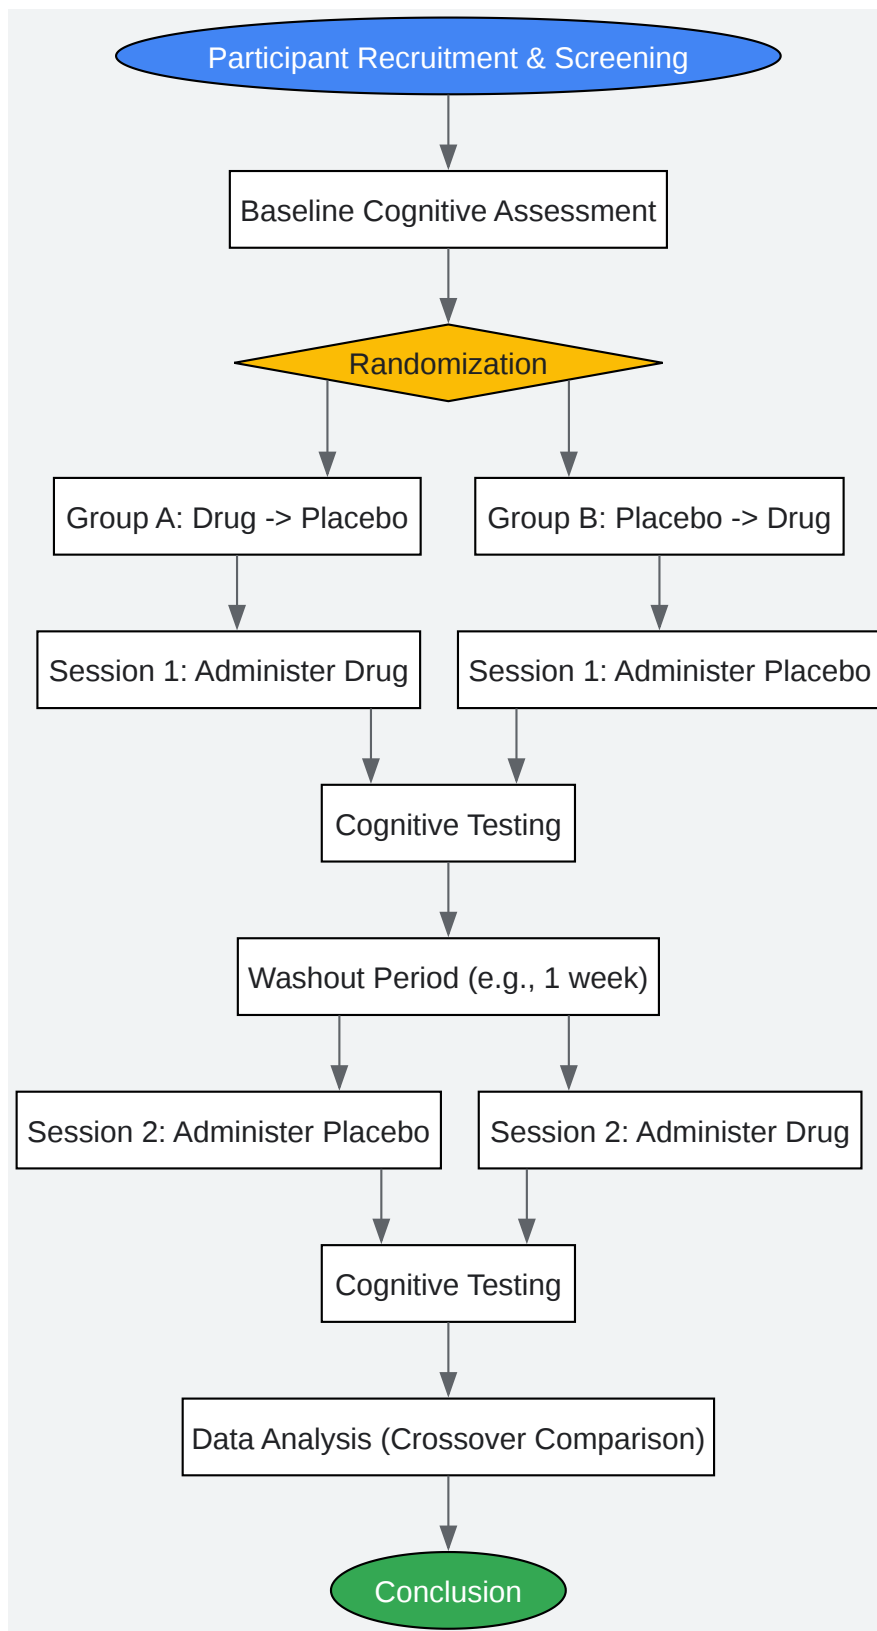 Participant Recruitment & Screening
Baseline Cognitive Assessment
Randomization
Group A: Drug -> Placebo
Group B: Placebo -> Drug
Session 1: Administer Drug
Session 1: Administer Placebo
Cognitive Testing
Washout Period (e.g., 1 week)
Session 2: Administer Placebo
Session 2: Administer Drug
Cognitive Testing
Data Analysis (Crossover Comparison)
Conclusion